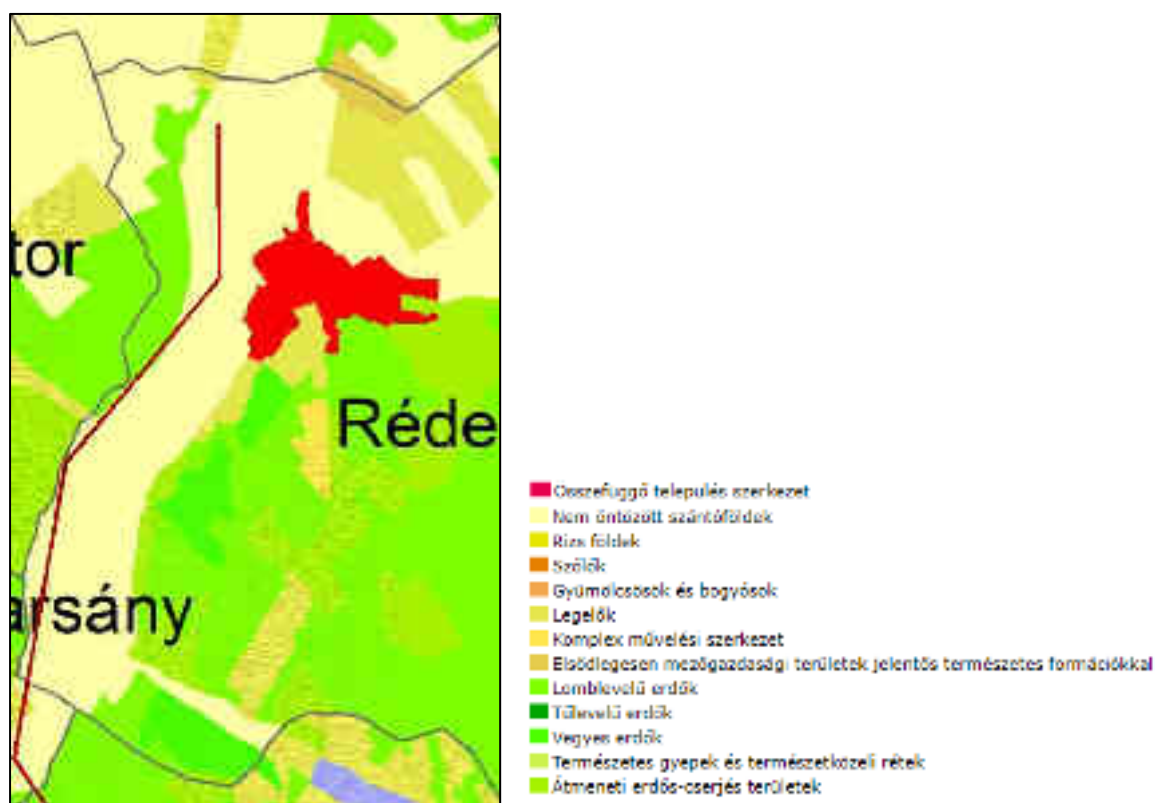 tor
Réde
arsány
Összefüggő település szerkezet
Nem öntözött szántóföldek
Rizs földek
Szőlők
Gyümölcsösök és bogyósok
Legelők
Komplex művelési szerkezet
Elsődlegesen mezőgazdasági területek jelentős természetes formációkkal
Lomblevelű erdők
Tűlevelű erdők
Vegyes erdők
Természetes gyepek és természetközeli rétek
Átmeneti erdős-cserjés területek